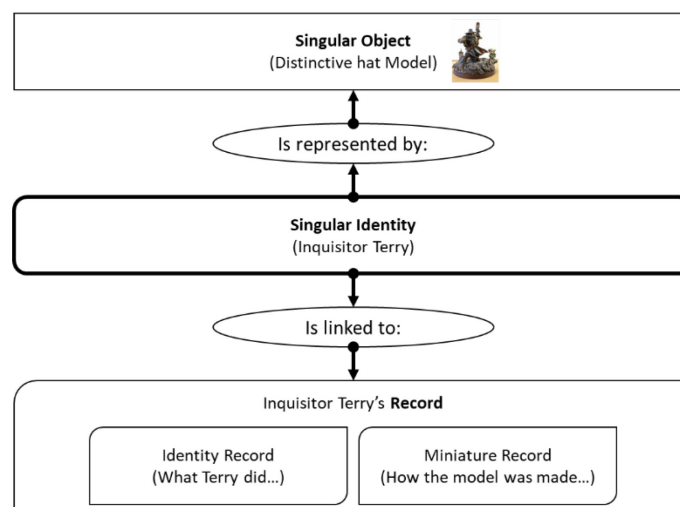 Singular Object
(Distinctive hat Model)
Is represented by:
Singular Identity
(Inquisitor Terry)
Is linked to:
Inquisitor Terry’s Record
Identity Record
(What Terry did…)
Miniature Record
(How the model was made…)